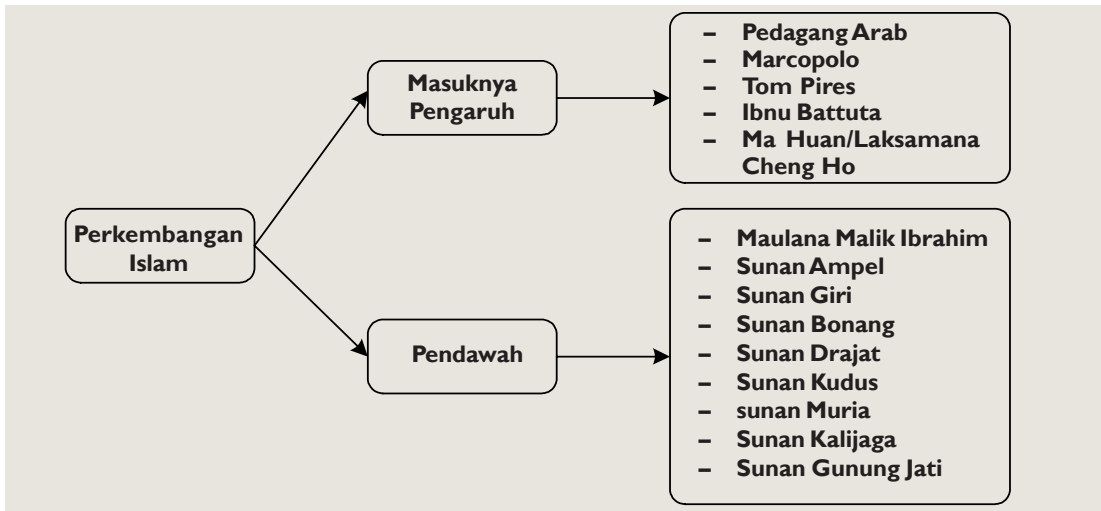 Perkembangan
Islam
Masuknya
Pengaruh
– Pedagang Arab
– Marcopolo
– Tom Pires
– Ibnu Battuta
– Ma Huan/Laksamana
Cheng Ho
Pendawah
– Maulana Malik Ibrahim
– Sunan Ampel
– Sunan Giri
– Sunan Bonang
– Sunan Drajat
– Sunan Kudus
– sunan Muria
– Sunan Kalijaga
– Sunan Gunung Jati